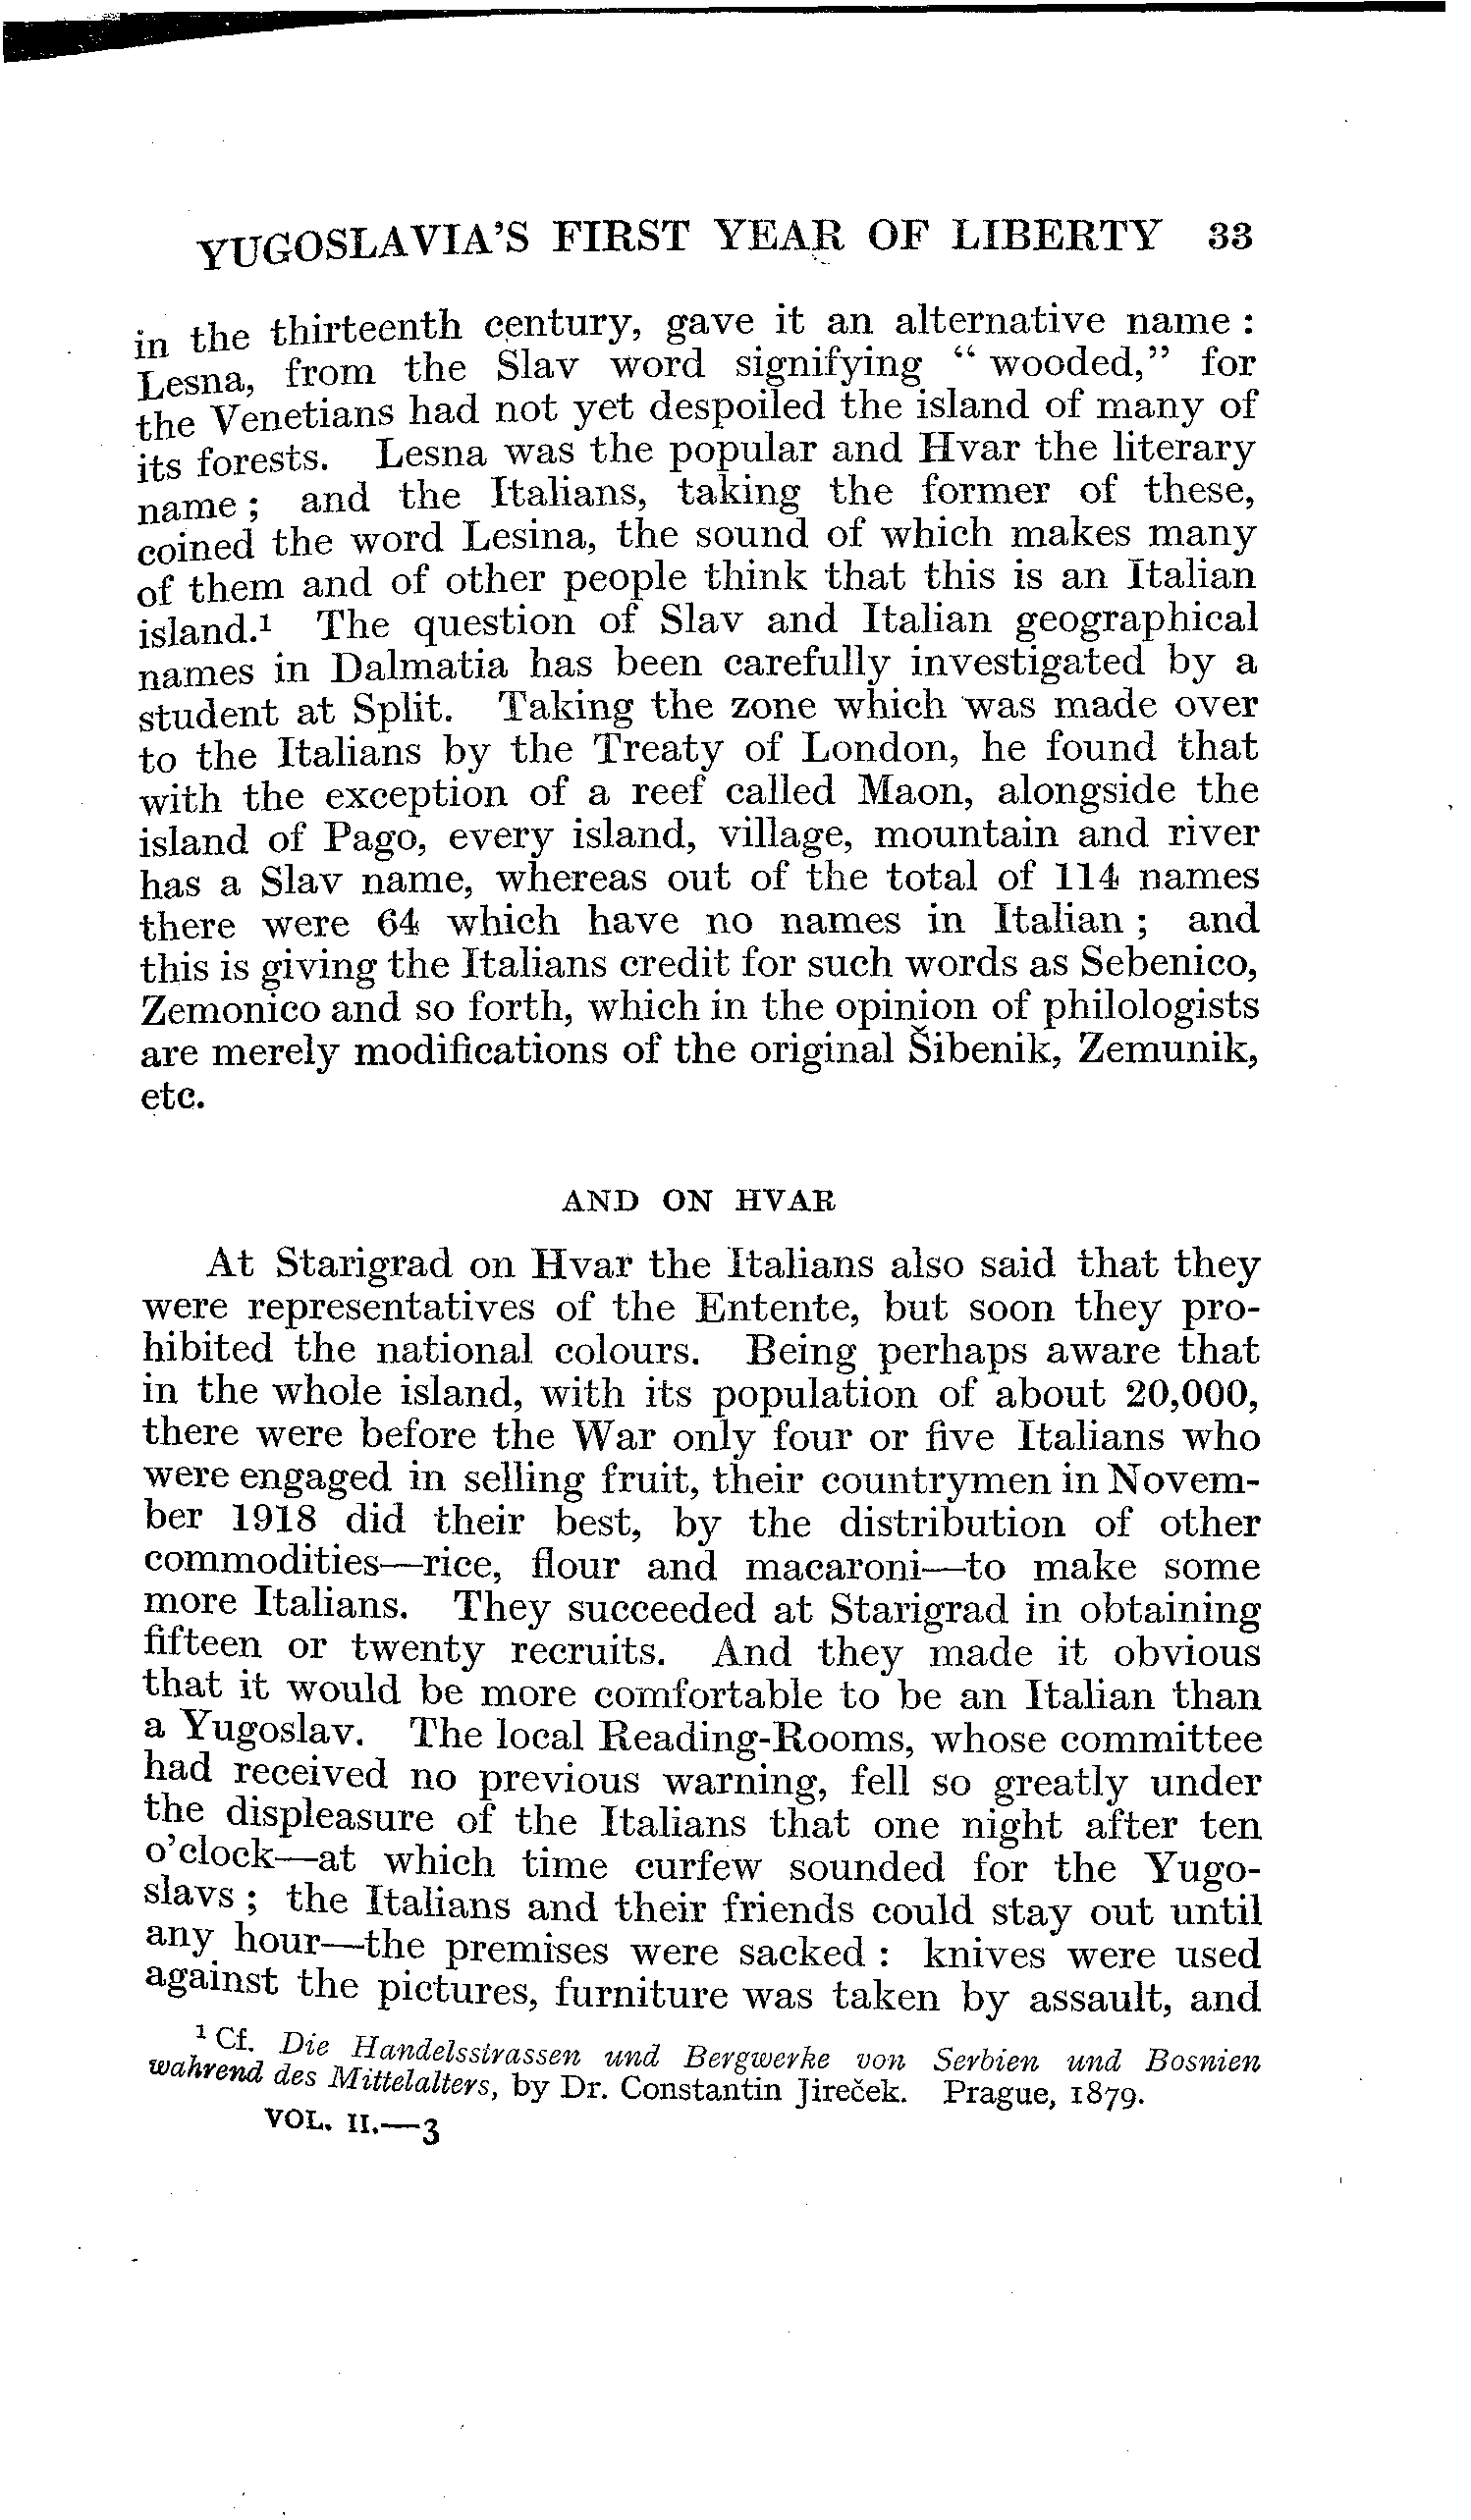 YUGOSLAVIA'S FIRST YEAR OF LIBERTY 33
in the thirteenth century, gave it an alternative name :
Lesna, from the Slav word signifying “ wooded,” for
the Venetians had not yet despoiled the island of many of
its forests. Lesna was the popular and Hvar the literary
name ; and the Italians, taking the former of these,
coined the word Lesina, the sound of which makes many
of them and of other people think that this is an Italian
island.¹ The question of Slav and Italian geographical
names in Dalmatia has been carefully investigated by a
student at Split. Taking the zone which was made over
to the Italians by the Treaty of London, he found that
with the exception of a reef called Maon, alongside the
island of Pago, every island, village, mountain and river
has a Slav name, whereas out of the total of 114 names
there were 64 which have no names in Italian ; and
this is giving the Italians credit for such words as Sebenico,
Zemonico and so forth, which in the opinion of philologists
are merely modifications of the original Šibenik, Zemunik,
etc.
AND ON HVAR
At Starigrad on Hvar the Italians also said that they
were representatives of the Entente, but soon they pro-
hibited the national colours. Being perhaps aware that
in the whole island, with its population of about 20,000,
there were before the War only four or five Italians who
were engaged in selling fruit, their countrymen in Novem-
ber 1918 did their best, by the distribution of other
commodities—rice, flour and macaroni—to make some
more Italians. They succeeded at Starigrad in obtaining
fifteen or twenty recruits. And they made it obvious
that it would be more comfortable to be an Italian than
a Yugoslav. The local Reading-Rooms, whose committee
had received no previous warning, fell so greatly under
the displeasure of the Italians that one night after ten
o'clock—at which time curfew sounded for the Yugo-
slavs ; the Italians and their friends could stay out until
any hour—the premises were sacked : knives were used
against the pictures, furniture was taken by assault, and
¹ Cf. Die Handelsstrassen und Bergwerke von Serbien und Bosnien
wahrend des Mittelalters, by Dr. Constantin Jireček. Prague, 1879.
VOL. II.—3